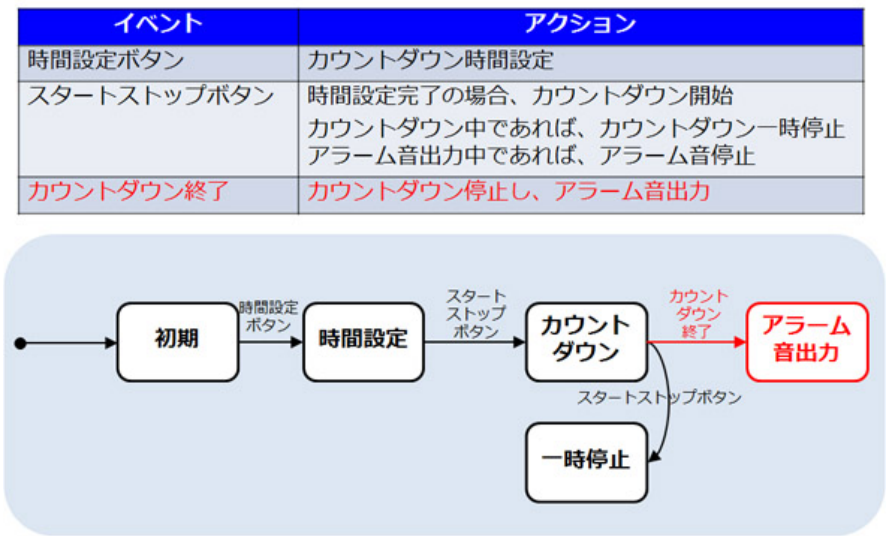 イベント
アクション
時間設定ボタン
カウントダウン時間設定
スタートストップボタン
時間設定完了の場合、カウントダウン開始
カウントダウン中であれば、カウントダウン一時停止
アラーム音出力中であれば、アラーム音停止
カウントダウン終了
カウントダウン停止し、アラーム音出力
初期
時間設定
ボタン
時間設定
スタート
ストップ
ボタン
カウント
ダウン
カウント
ダウン
終了
アラーム
音出力
スタートストップボタン
一時停止